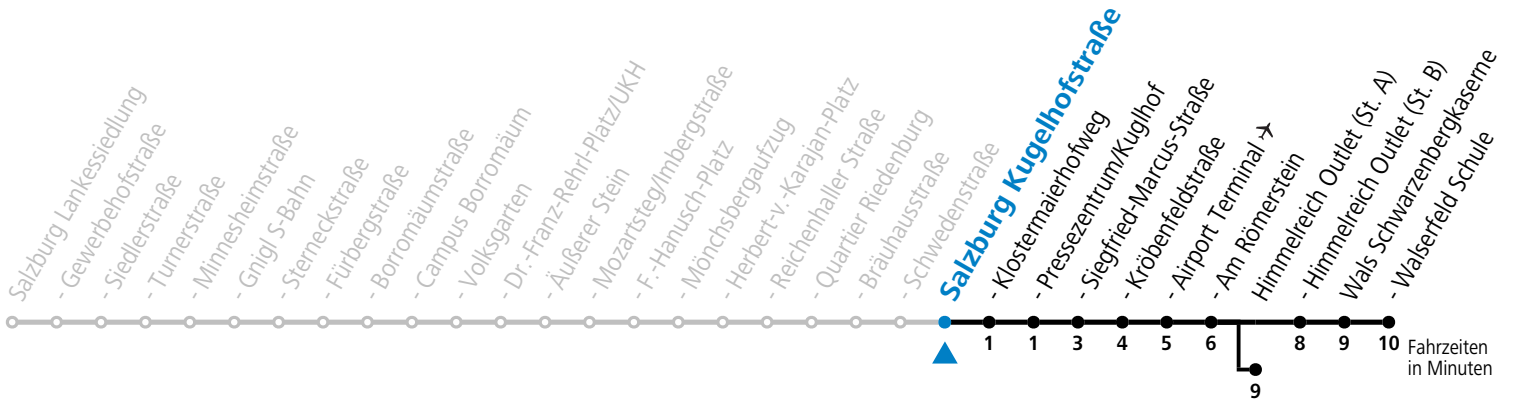 Salzburg Lankessiedlung
- Gewerbehofstraße
- Siedlerstraße
- Turnerstraße
- Minnesheimstraße
- Gnigl S-Bahn
- Sterneckstraße
- Fürbergstraße
- Borromäumstraße
- Campus Borromäum
- Volksgarten
- Dr.-Franz-Rehrl-Platz/UKH
- Äußerer Stein
- Mozartsteg/Imbergstraße
- F.-Hanusch-Platz
- Mönchsbergaufzug
- Herbert-v.-Karajan-Platz
- Reichenhaller Straße
- Quartier Riedenburg
- Bräuhausstraße
- Schwedenstraße
Salzburg Kugelhofstraße
- Klostermaierhofweg
- Pressezentrum/Kuglhof
- Siegfried-Marcus-Straße
- Kröbenfeldstraße
- Airport Terminal
- Am Römerstein
Himmelreich Outlet (St. A)
- Himmelreich Outlet (St. B)
Wals Schwarzenbergkaserne
- Walserfeld Schule
1 1 3 4 5 6 8 9 10
Fahrzeiten
in Minuten
9